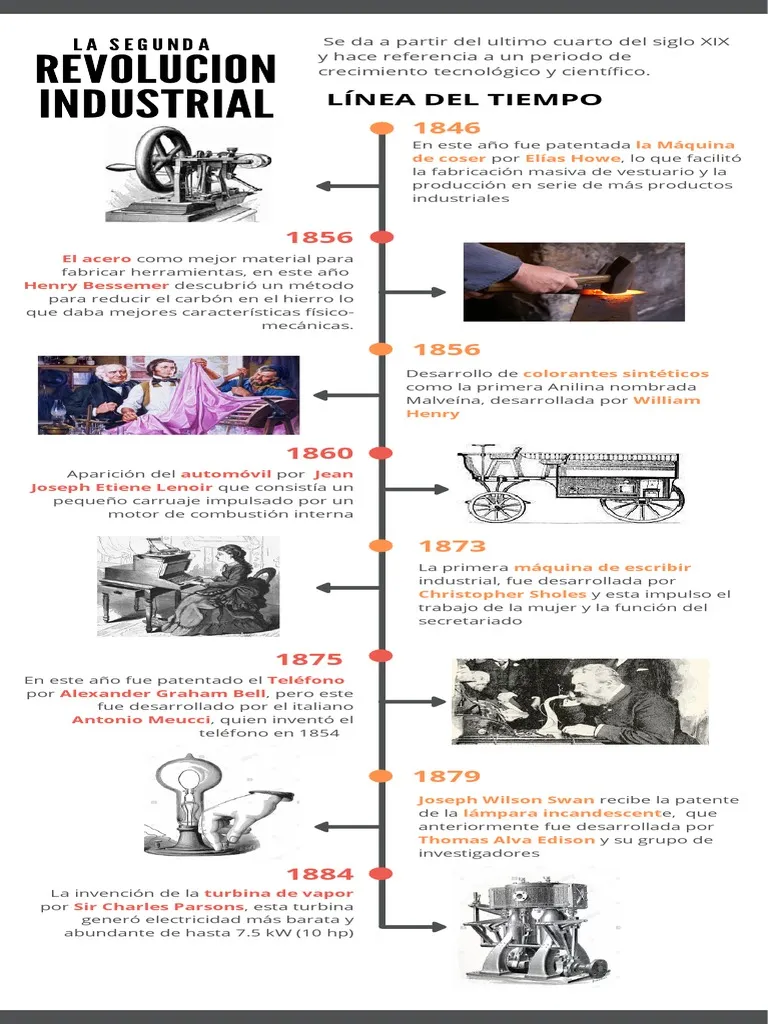 LA SEGUNDA
REVOLUCION
INDUSTRIAL
Se da a partir del ultimo cuarto del siglo XIX
y hace referencia a un periodo de
crecimiento tecnológico y científico.
LÍNEA DEL TIEMPO
1846
En este año fue patentada la Máquina
de coser por Elías Howe, lo que facilitó
la fabricación masiva de vestuario y la
producción en serie de más productos
industriales
1856
El acero como mejor material para
fabricar herramientas, en este año
Henry Bessemer descubrió un método
para reducir el carbón en el hierro lo
que daba mejores características físico-
mecánicas.
1856
Desarrollo de colorantes sintéticos
como la primera Anilina nombrada
Malveína, desarrollada por William
Henry
1860
Aparición del automóvil por Jean
Joseph Etiene Lenoir que consistía un
pequeño carruaje impulsado por un
motor de combustión interna
1873
La primera máquina de escribir
industrial, fue desarrollada por
Christopher Sholes y esta impulso el
trabajo de la mujer y la función del
secretariado
1875
En este año fue patentado el Teléfono
por Alexander Graham Bell, pero este
fue desarrollado por el italiano
Antonio Meucci, quien inventó el
teléfono en 1854
1879
Joseph Wilson Swan recibe la patente
de la lámpara incandescente, que
anteriormente fue desarrollada por
Thomas Alva Edison y su grupo de
investigadores
1884
La invención de la turbina de vapor
por Sir Charles Parsons, esta turbina
generó electricidad más barata y
abundante de hasta 7.5 kW (10 hp)